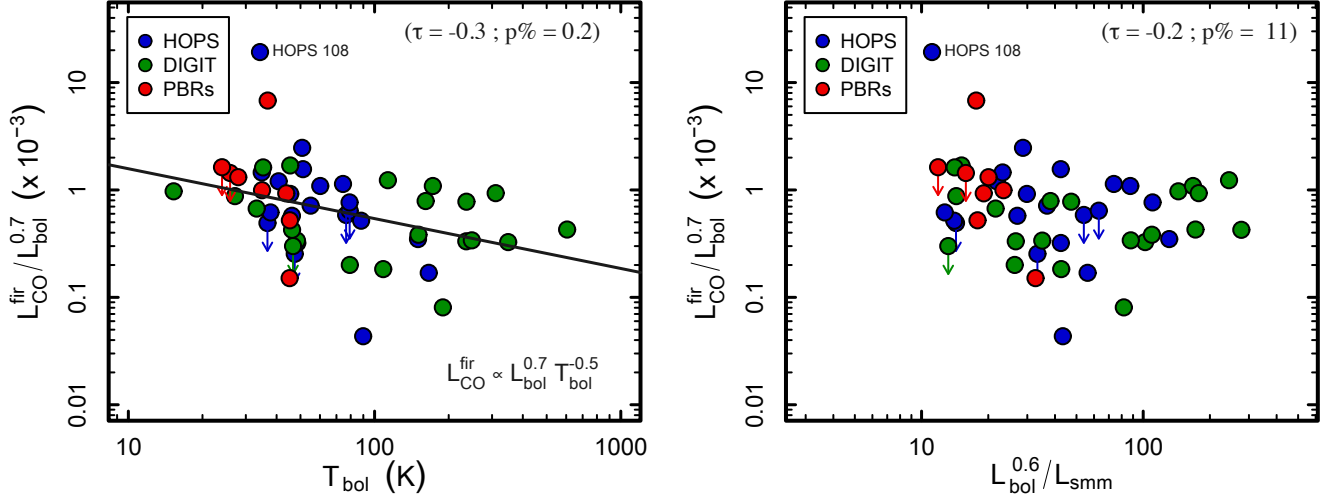 (τ = -0.3 ; p% = 0.2)
HOPS
DIGIT
PBRs
HOPS 108
10
1
0.1
0.01
L_CO^fir / L_bol^0.7 (x 10^−3)
L_CO^fir ∝ L_bol^0.7 T_bol^-0.5
10
100
1000
T_bol (K)
(τ = -0.2 ; p% = 11)
HOPS
DIGIT
PBRs
HOPS 108
10
1
0.1
0.01
L_CO^fir / L_bol^0.7 (x 10^−3)
10
100
L_bol^0.6 / L_smm